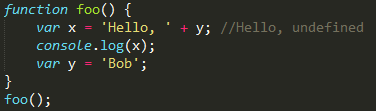 function foo() {
    var x = 'Hello, ' + y; //Hello, undefined
    console.log(x);
    var y = 'Bob';
}
foo();